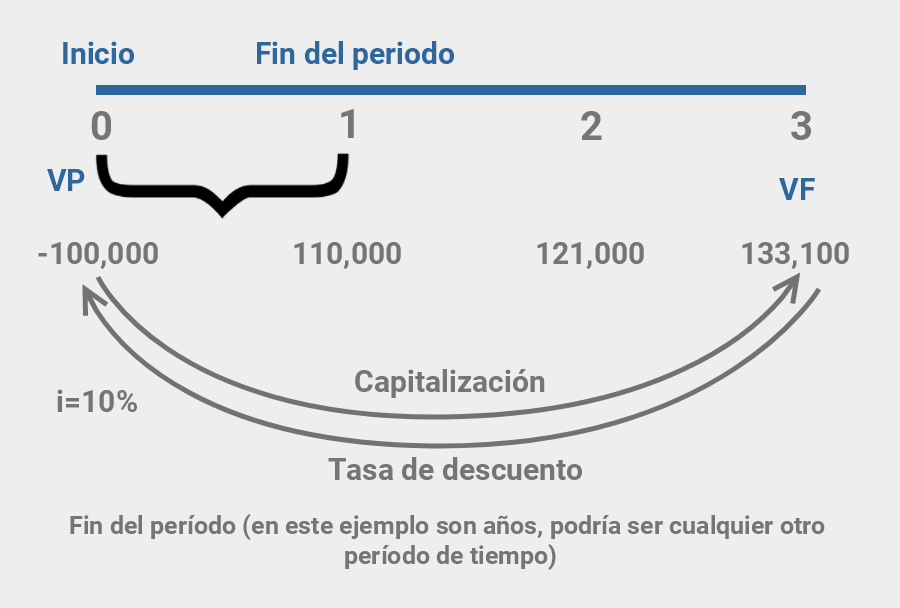 Inicio
Fin del periodo
0
1
2
3
VP
VF
-100,000
110,000
121,000
133,100
Capitalización
i=10%
Tasa de descuento
Fin del período (en este ejemplo son años, podría ser cualquier otro
período de tiempo)